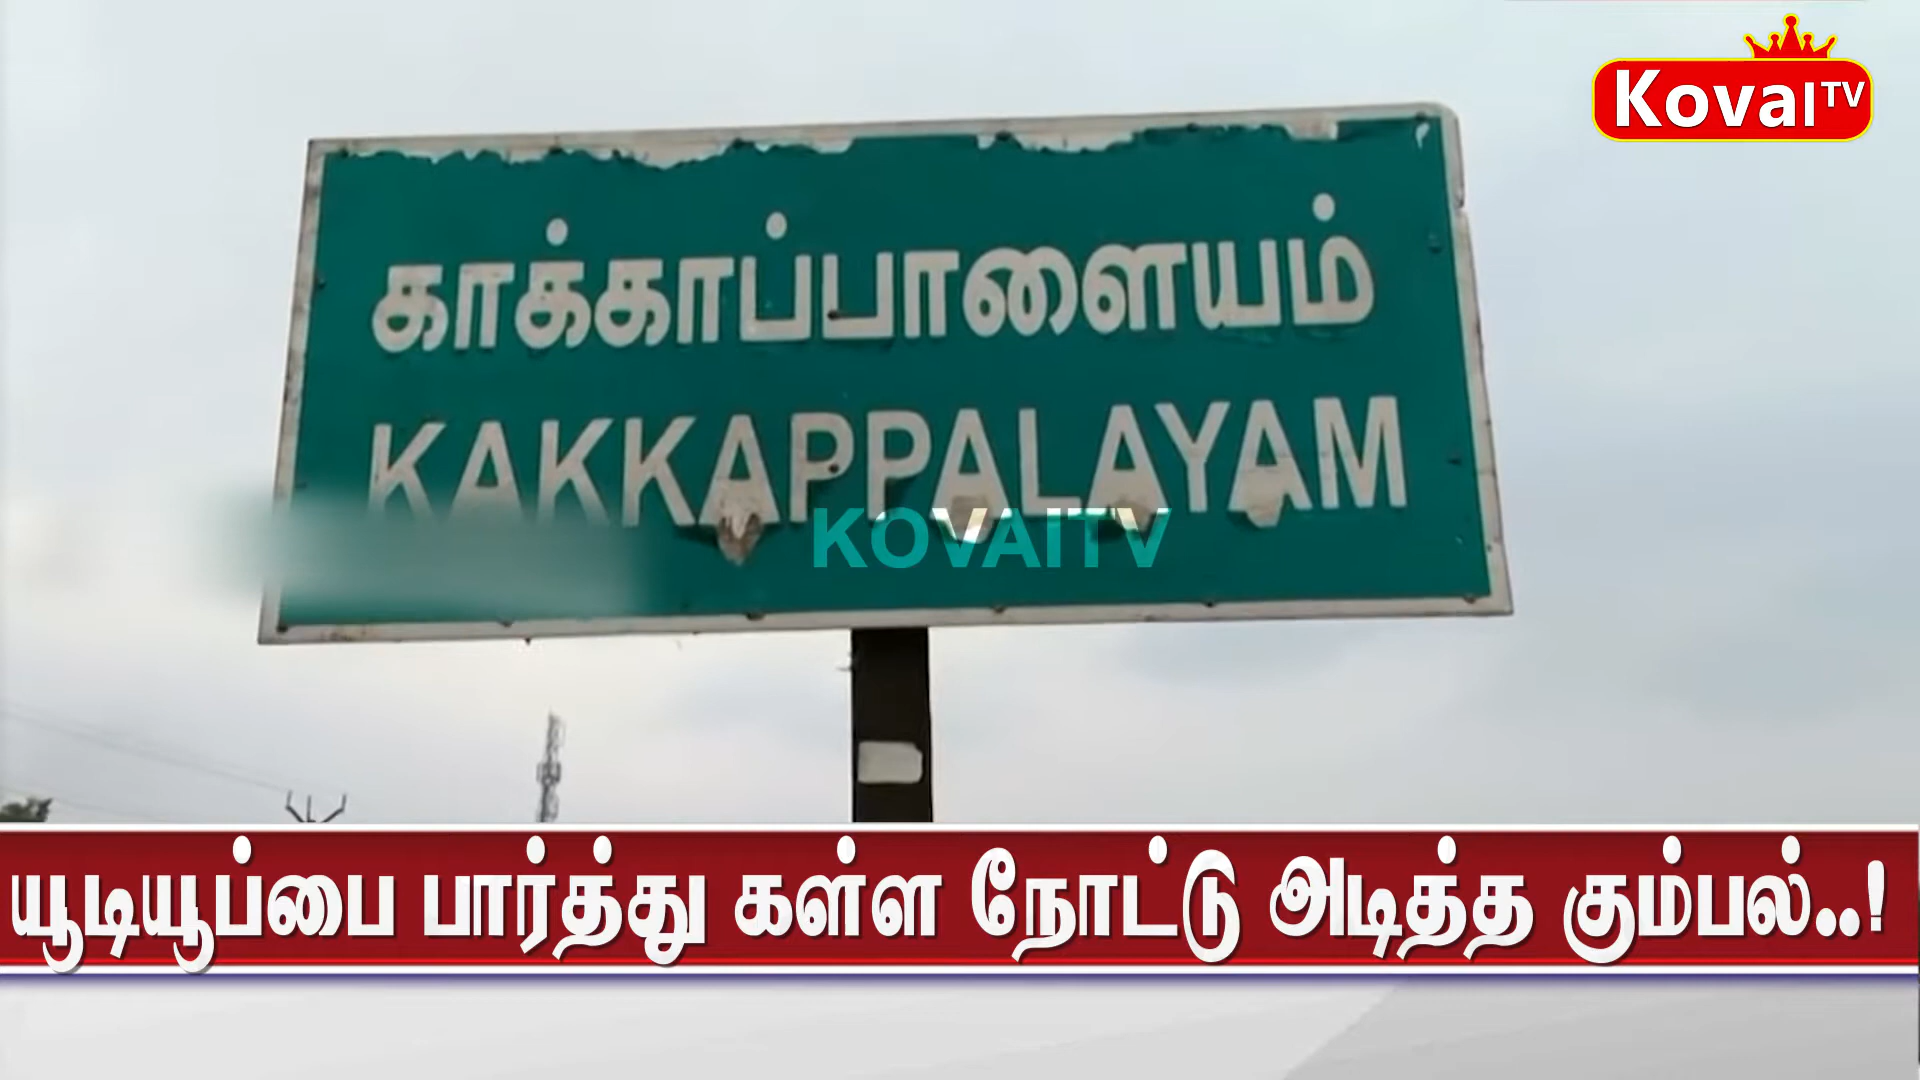 KovaI TV
காக்காப்பாளையம்
KAKKAPPALAYAM
KOVAITV
யூடியூப்பை பார்த்து கள்ள நோட்டு அடித்த கும்பல்..!